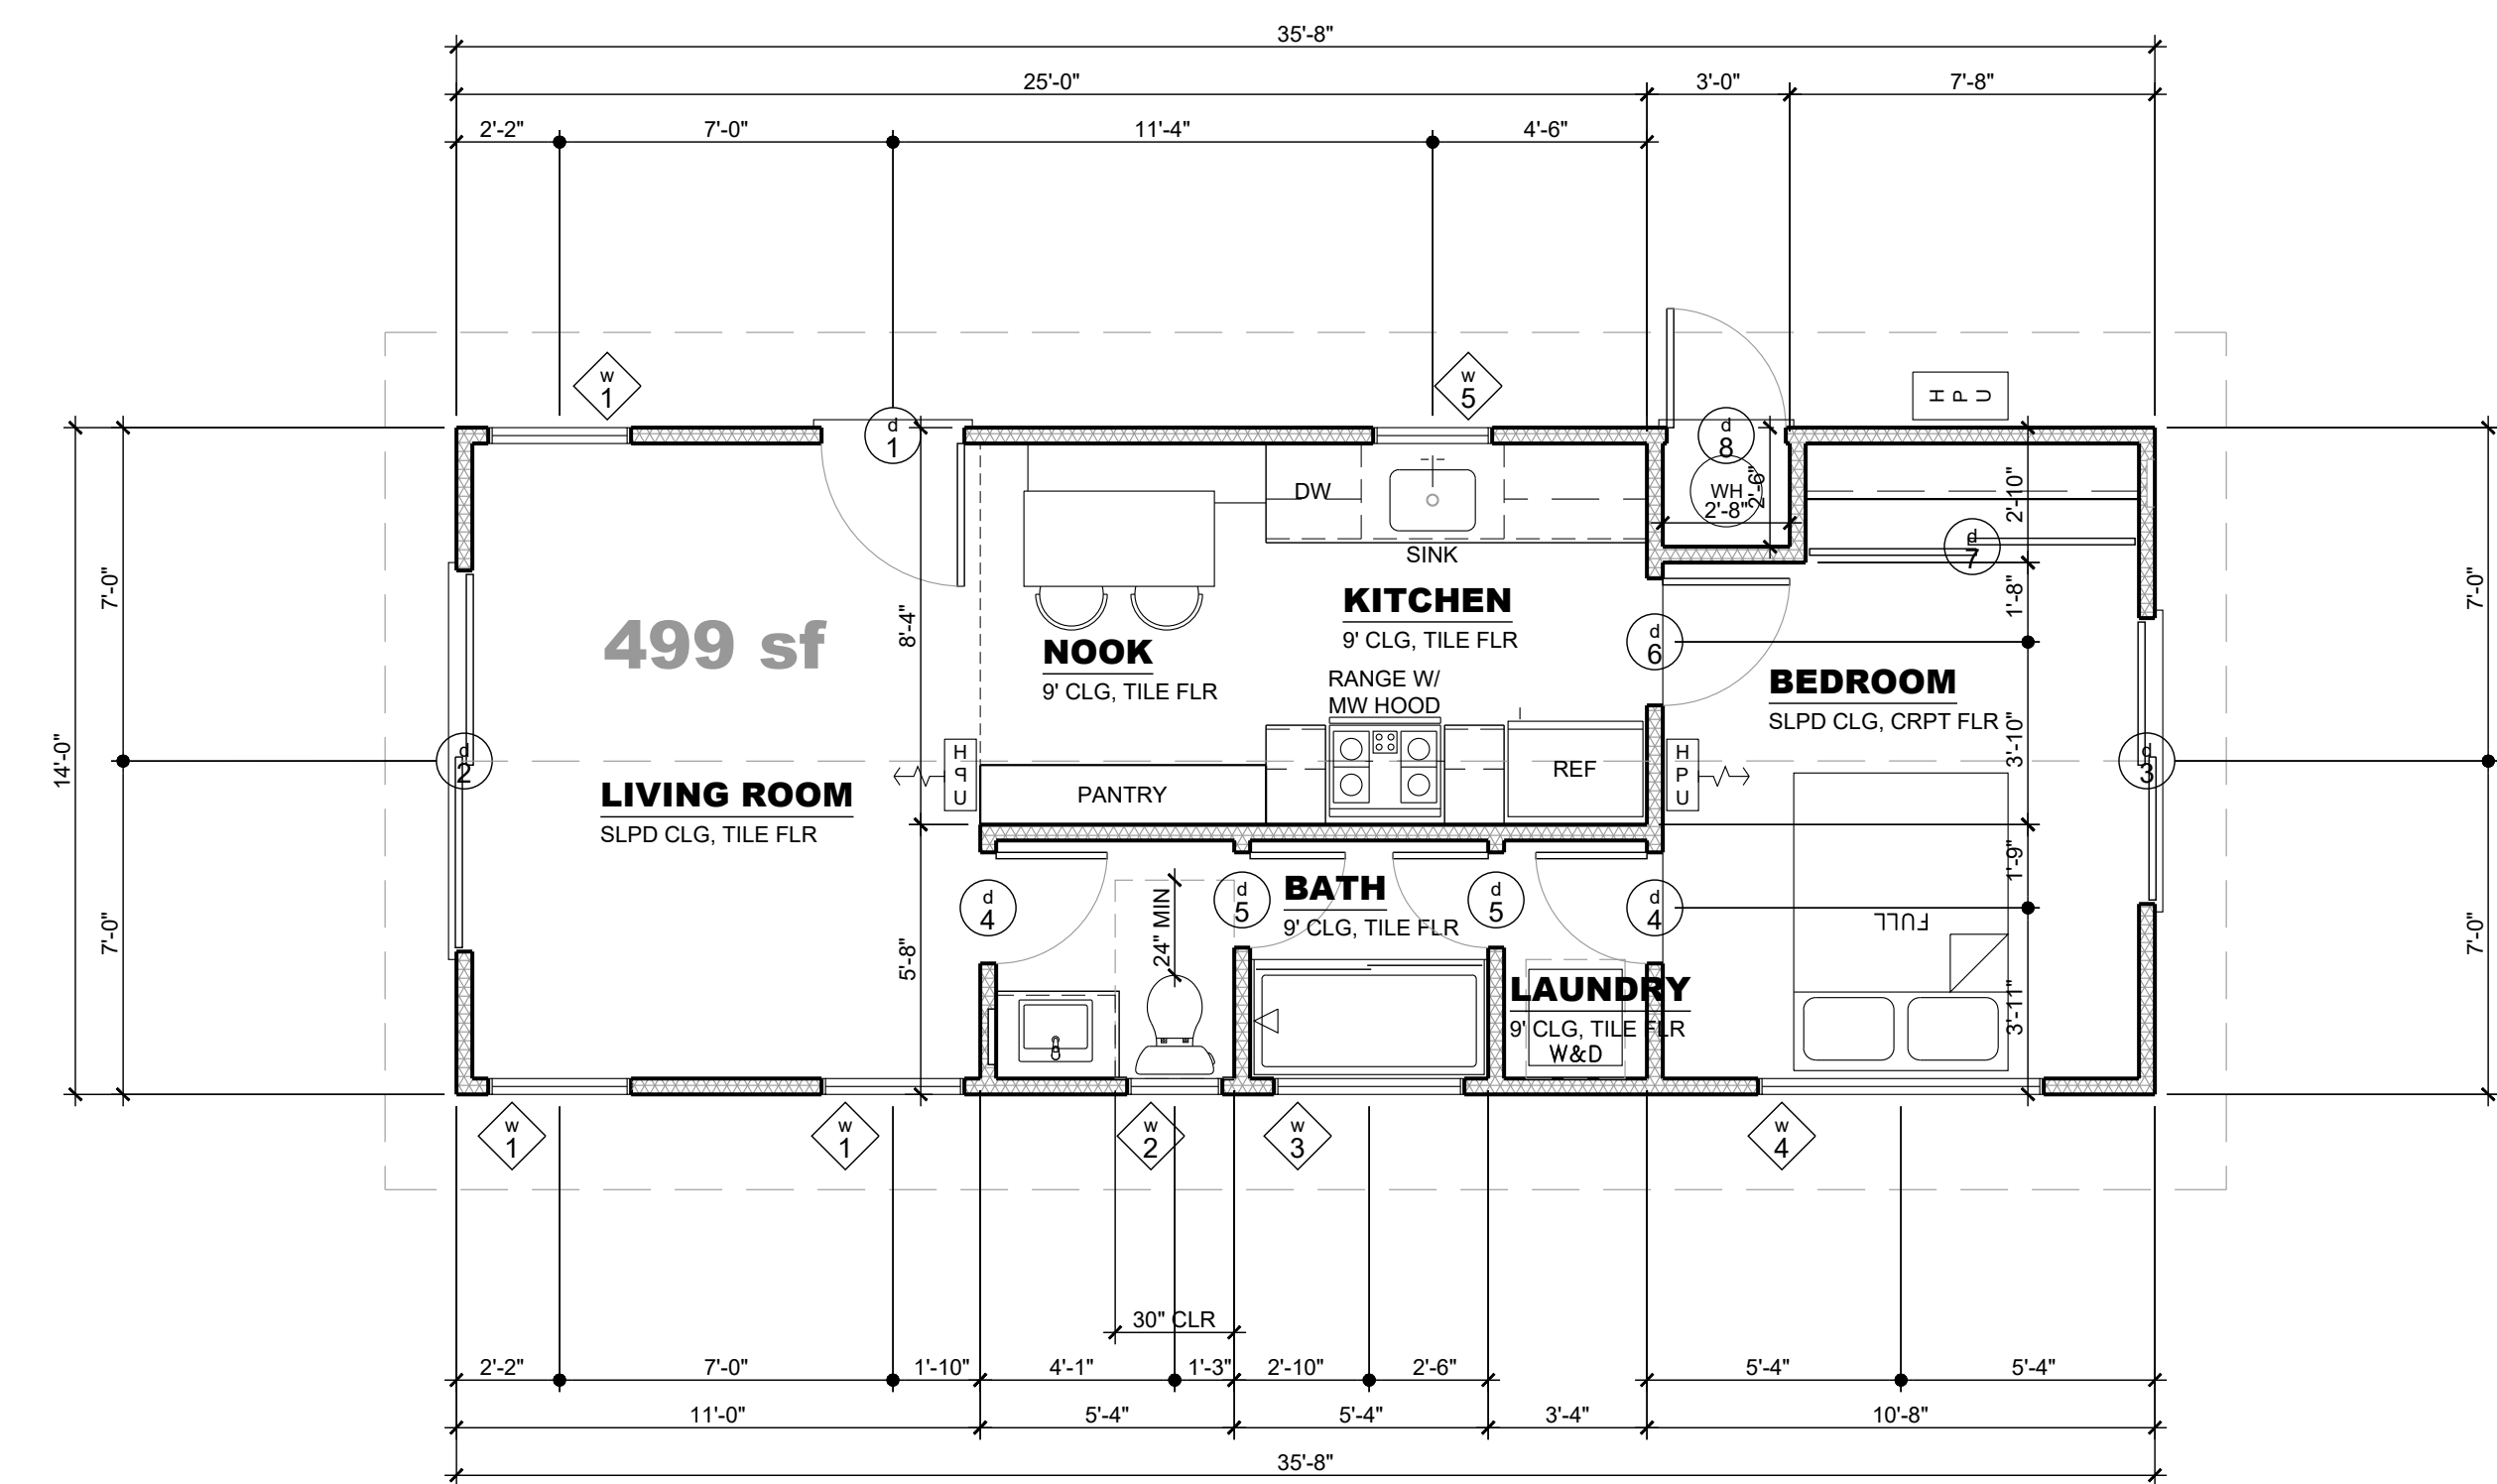 35'-8"
25'-0"
3'-0"
7'-8"
2'-2"
7'-0"
11'-4"
4'-6"
w
1
w
5
HPU
d
1
d
8
WH
2'-8"
2'-6"
2'-10"
d
7
DW
SINK
7'-0"
14'-0"
7'-0"
499 sf
8'-4"
KITCHEN
9' CLG, TILE FLR
NOOK
9' CLG, TILE FLR
RANGE W/
MW HOOD
d
6
1'-8"
BEDROOM
SLPD CLG, CRPT FLR
3'-10"
7'-0"
d
2
LIVING ROOM
SLPD CLG, TILE FLR
H
P
U
PANTRY
REF
H
P
U
d
3
d
4
24" MIN
d
5
BATH
9' CLG, TILE FLR
d
5
d
4
1'-9"
FULL
7'-0"
5'-8"
LAUNDRY
9' CLG, TILE FLR
W&D
3'-11"
w
1
w
1
w
2
w
3
w
4
30" CLR
2'-2"
7'-0"
1'-10"
4'-1"
1'-3"
2'-10"
2'-6"
5'-4"
5'-4"
11'-0"
5'-4"
5'-4"
3'-4"
10'-8"
35'-8"